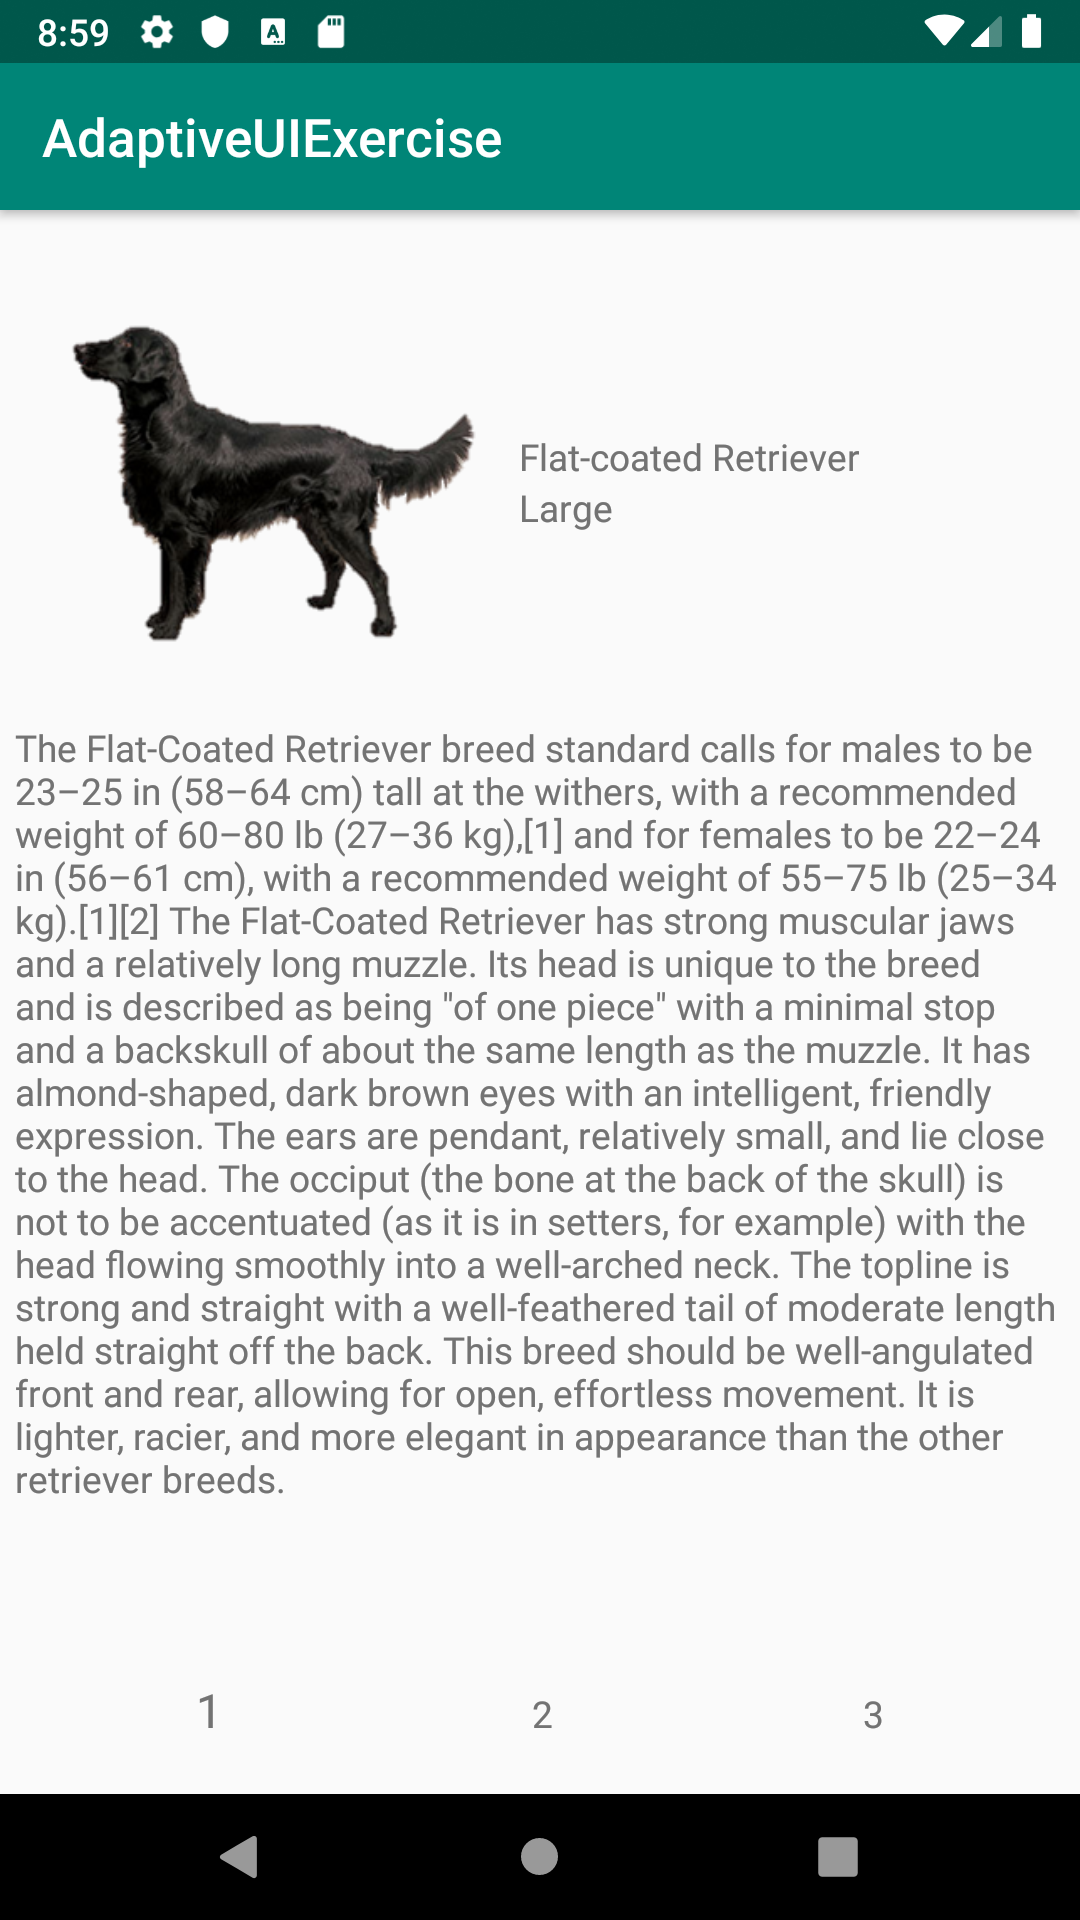 8:59
AdaptiveUIExercise
Flat-coated Retriever
Large
The Flat-Coated Retriever breed standard calls for males to be
23–25 in (58–64 cm) tall at the withers, with a recommended
weight of 60–80 lb (27–36 kg),[1] and for females to be 22–24
in (56–61 cm), with a recommended weight of 55–75 lb (25–34
kg).[1][2] The Flat-Coated Retriever has strong muscular jaws
and a relatively long muzzle. Its head is unique to the breed
and is described as being "of one piece" with a minimal stop
and a backskull of about the same length as the muzzle. It has
almond-shaped, dark brown eyes with an intelligent, friendly
expression. The ears are pendant, relatively small, and lie close
to the head. The occiput (the bone at the back of the skull) is
not to be accentuated (as it is in setters, for example) with the
head flowing smoothly into a well-arched neck. The topline is
strong and straight with a well-feathered tail of moderate length
held straight off the back. This breed should be well-angulated
front and rear, allowing for open, effortless movement. It is
lighter, racier, and more elegant in appearance than the other
retriever breeds.
1 2 3